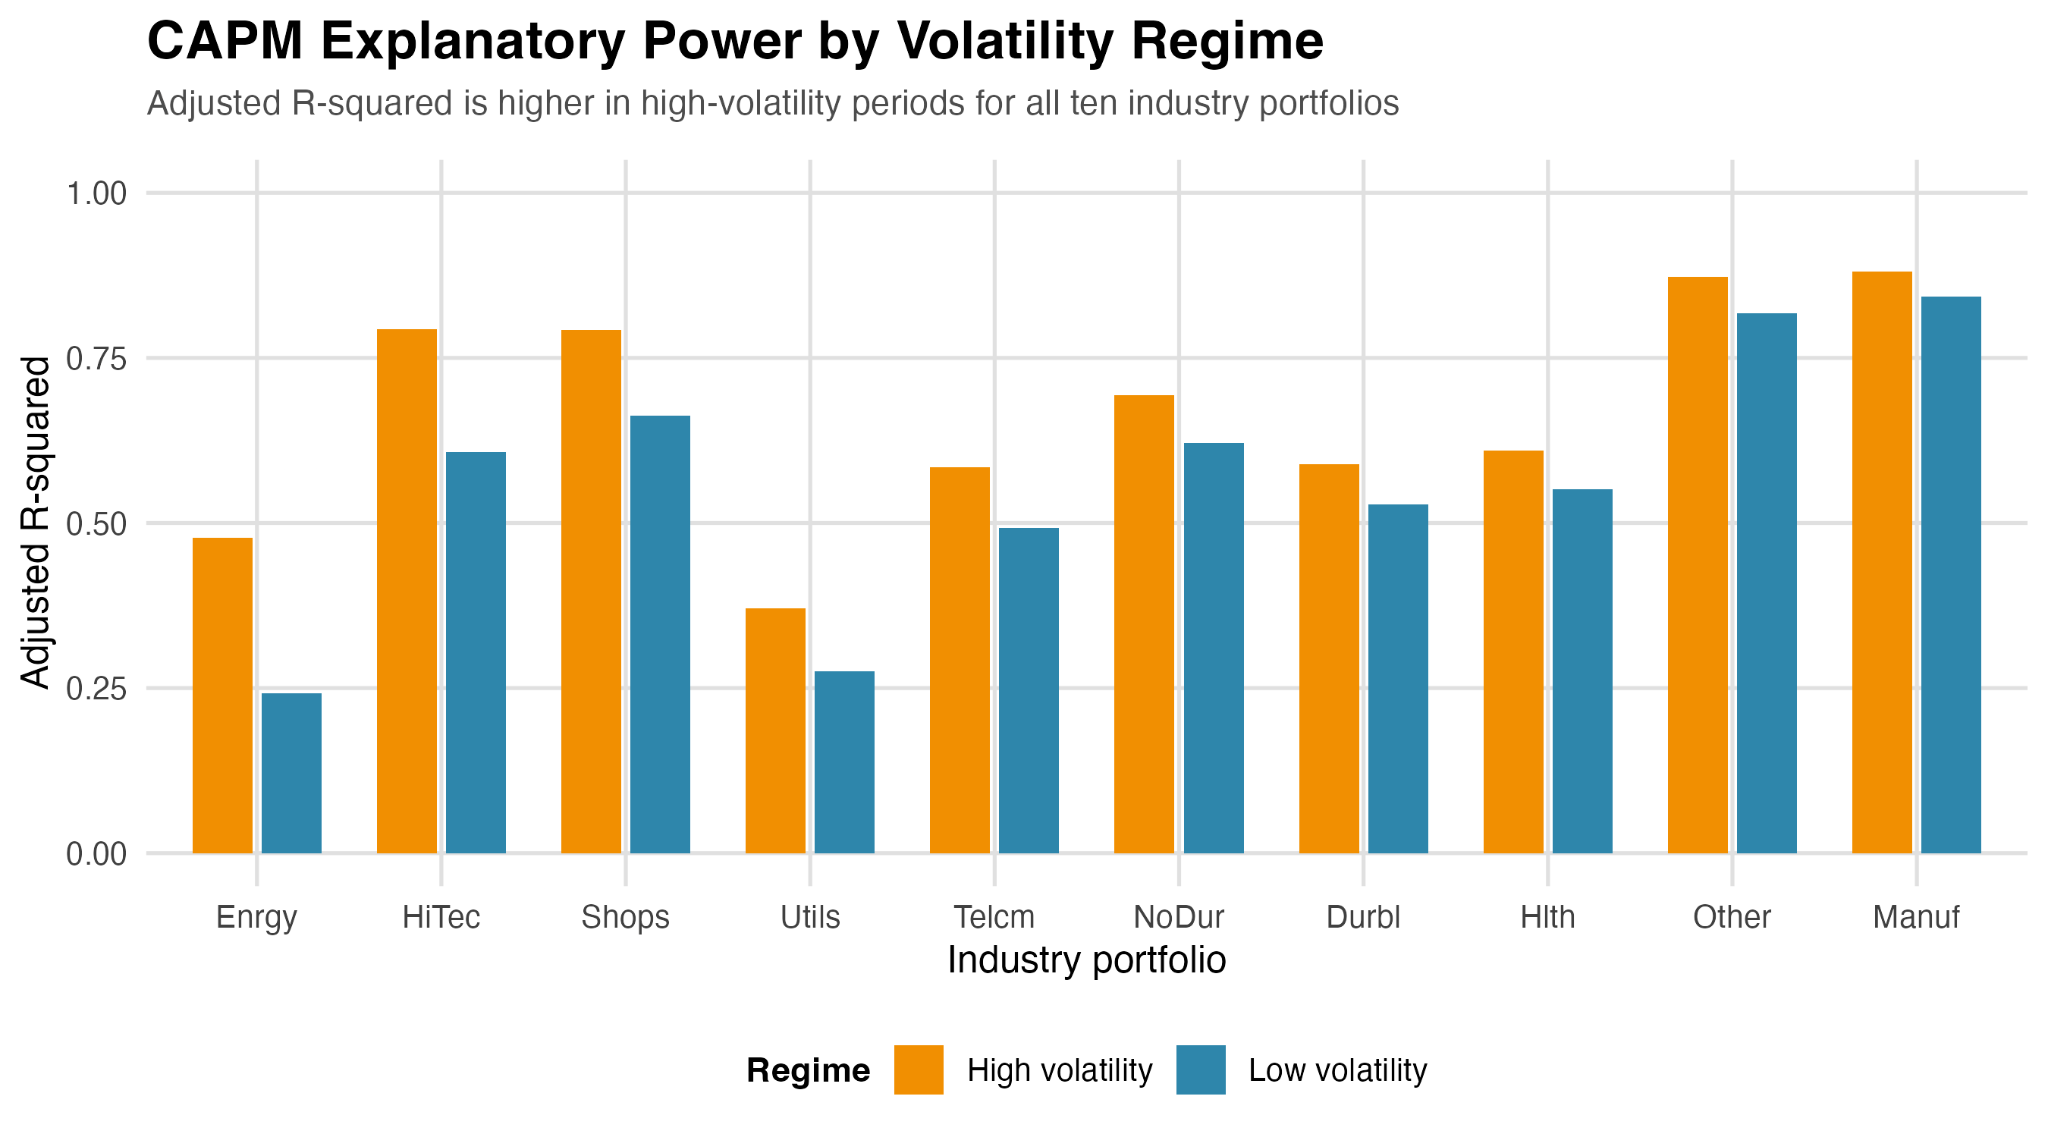 CAPM Explanatory Power by Volatility Regime
Adjusted R-squared is higher in high-volatility periods for all ten industry portfolios
Adjusted R-squared
1.00
0.75
0.50
0.25
0.00
Enrgy HiTec Shops Utils Telcm NoDur Durbl Hlth Other Manuf
Industry portfolio
Regime High volatility Low volatility